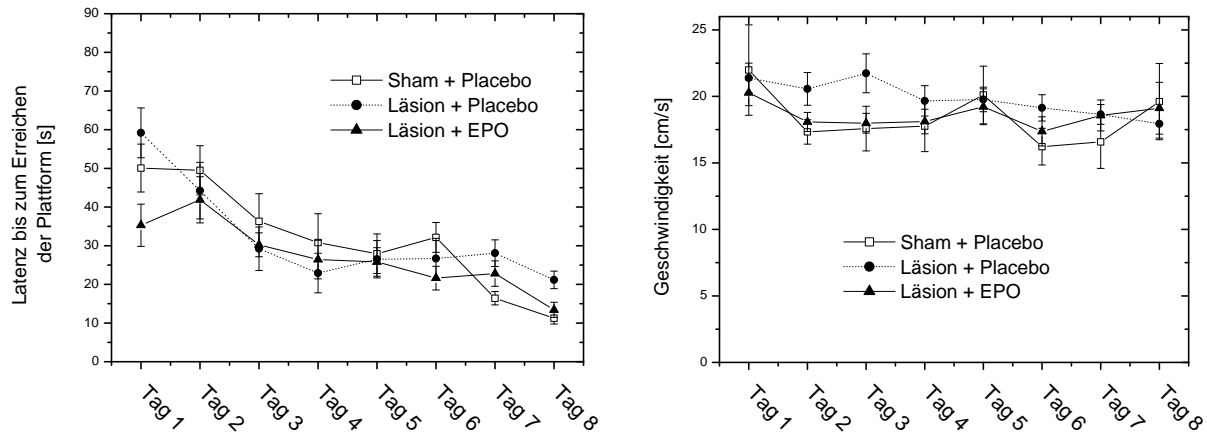 Latenz bis zum Erreichen
der Plattform [s]
90
80
70
60
50
40
30
20
10
0
Sham + Placebo
Läsion + Placebo
Läsion + EPO
Tag 1
Tag 2
Tag 3
Tag 4
Tag 5
Tag 6
Tag 7
Tag 8
Geschwindigkeit [cm/s]
25
20
15
10
5
0
Sham + Placebo
Läsion + Placebo
Läsion + EPO
Tag 1
Tag 2
Tag 3
Tag 4
Tag 5
Tag 6
Tag 7
Tag 8